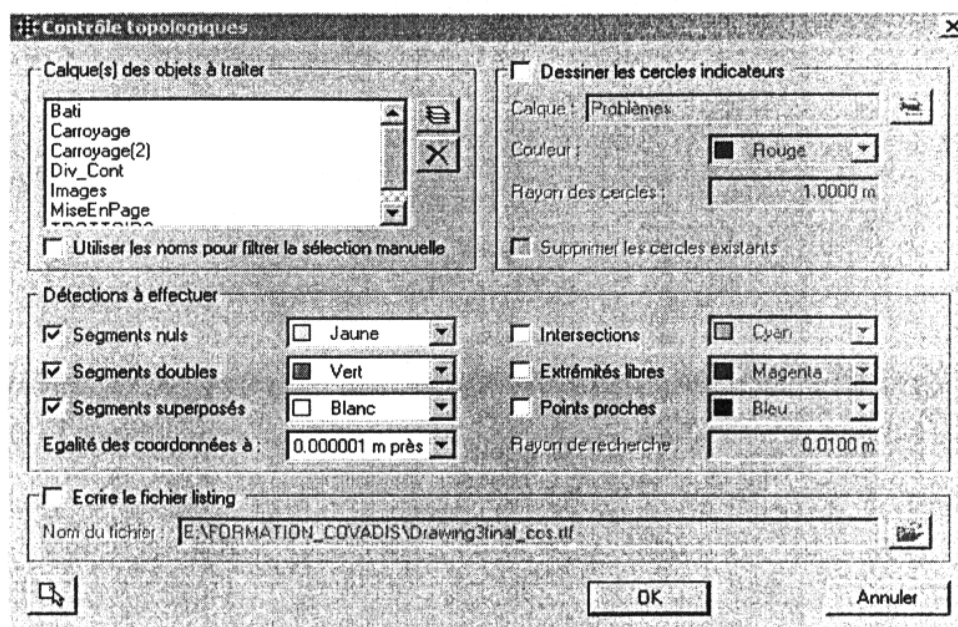 Contrôle topologiques
Calque(s) des objets à traiter
Bati
Carroyage
Carroyage(2)
Div_Cont
Images
MiseEnPage
Utiliser les noms pour filtrer la sélection manuelle
Dessiner les cercles indicateurs
Calque : Problèmes
Couleur : Rouge
Rayon des cercles : 1.0000 m
Supprimer les cercles existants
Détections à effectuer
Segments nuls Jaune
Segments doubles Vert
Segments superposés Blanc
Egalité des coordonnées à : 0.000001 m près
Intersections Cyan
Extrémités libres Magenta
Points proches Bleu
Rayon de recherche 0.0100 m
Ecrire le fichier listing
Nom du fichier : E:\FORMATION_COVADIS\Drawing3final_ccs.rtf
OK Annuler